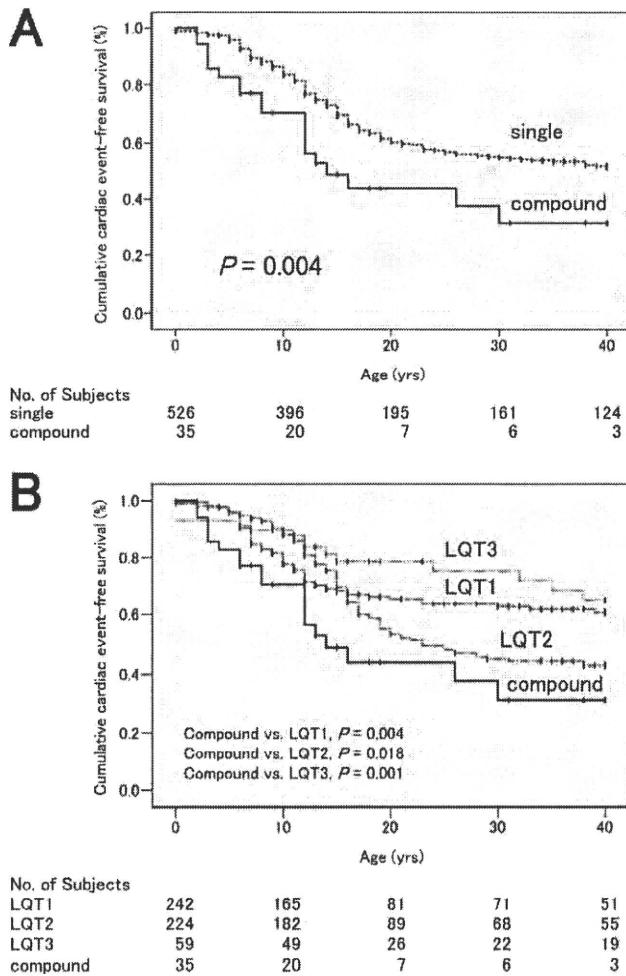 A
Cumulative cardiac event-free survival (%)
1.0
0.8
0.6
0.4
0.2
0.0
single
compound
P = 0.004
0 10 20 30 40
Age (yrs)
No. of Subjects
single 526 396 195 161 124
compound 35 20 7 6 3
B
Cumulative cardiac event-free survival (%)
1.0
0.8
0.6
0.4
0.2
0.0
LQT3
LQT1
LQT2
compound
Compound vs. LQT1, P = 0.004
Compound vs. LQT2, P = 0.018
Compound vs. LQT3, P = 0.001
0 10 20 30 40
Age (yrs)
No. of Subjects
LQT1 242 165 81 71 51
LQT2 224 182 89 68 55
LQT3 59 49 26 22 19
compound 35 20 7 6 3